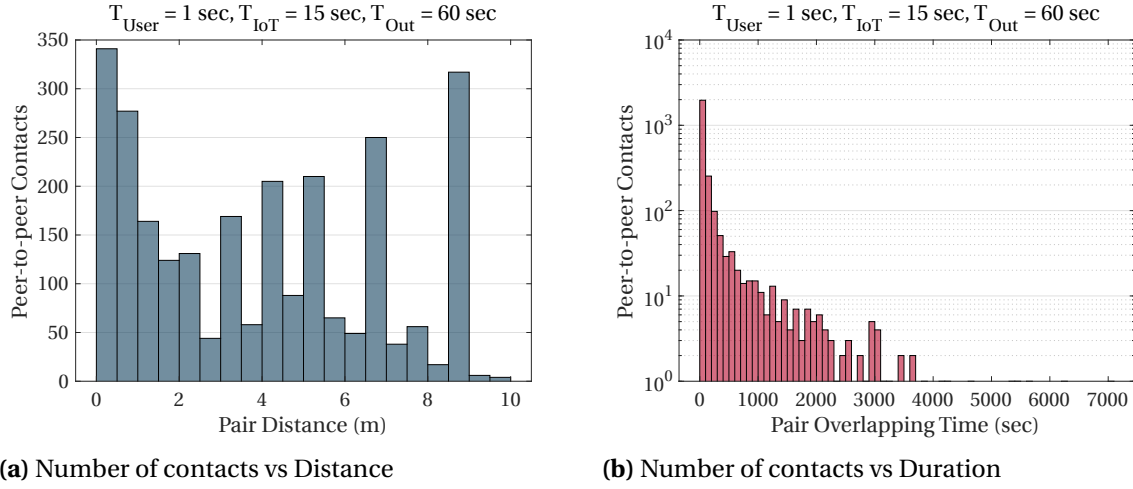 T_User = 1 sec, T_IoT = 15 sec, T_Out = 60 sec
350
300
250
200
150
100
50
0
Peer-to-peer Contacts
0 2 4 6 8 10
Pair Distance (m)
(a) Number of contacts vs Distance
T_User = 1 sec, T_IoT = 15 sec, T_Out = 60 sec
10^4
10^3
10^2
10^1
10^0
Peer-to-peer Contacts
0 1000 2000 3000 4000 5000 6000 7000
Pair Overlapping Time (sec)
(b) Number of contacts vs Duration